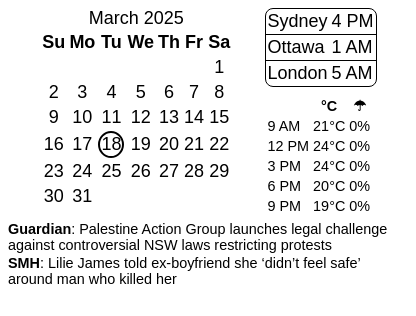 March 2025
Su Mo Tu We Th Fr Sa
1
2 3 4 5 6 7 8
9 10 11 12 13 14 15
16 17 18 19 20 21 22
23 24 25 26 27 28 29
30 31
Sydney 4 PM
Ottawa 1 AM
London 5 AM
°C ☂
9 AM 21°C 0%
12 PM 24°C 0%
3 PM 24°C 0%
6 PM 20°C 0%
9 PM 19°C 0%
Guardian: Palestine Action Group launches legal challenge
against controversial NSW laws restricting protests
SMH: Lilie James told ex-boyfriend she ‘didn’t feel safe’
around man who killed her